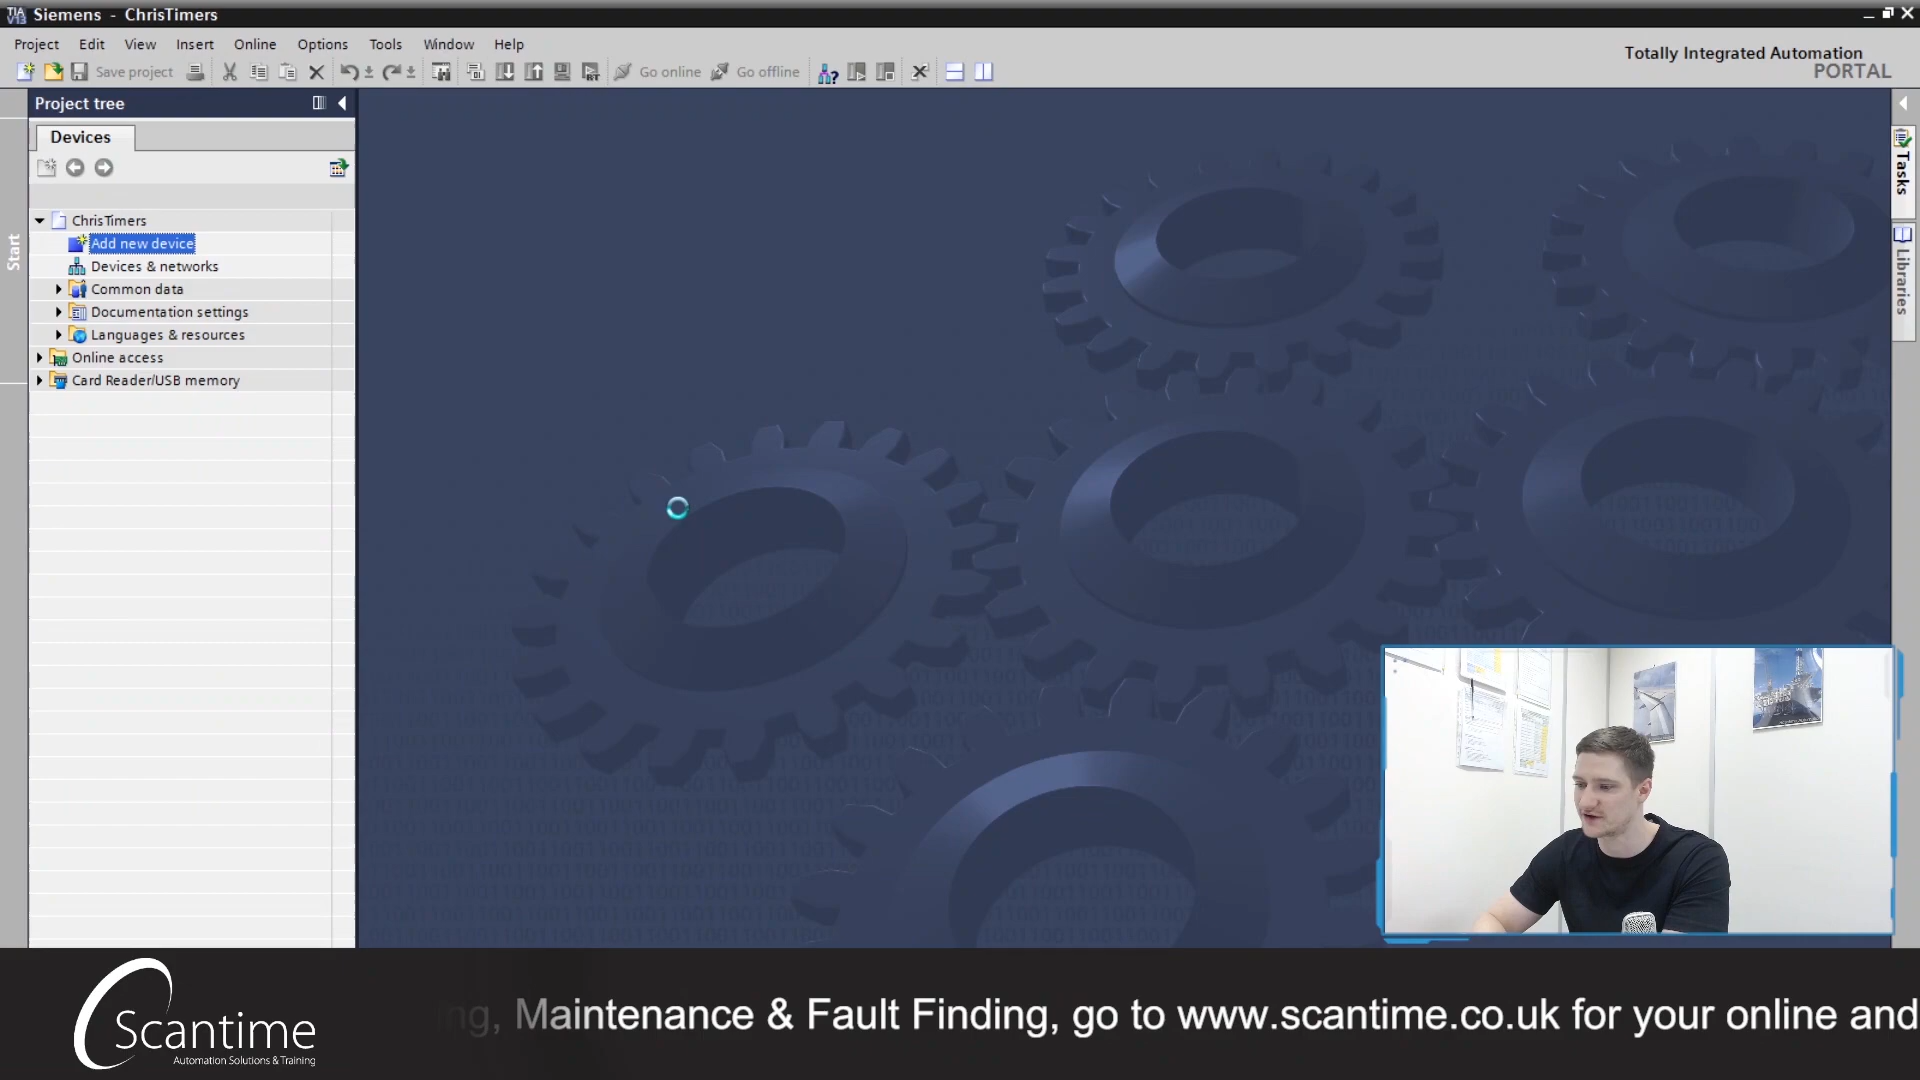 Siemens - ChrisTimers
Project Edit View Insert Online Options Tools Window Help
Totally Integrated Automation
PORTAL
Save project Go online Go offline
Project tree
Devices
Start
ChrisTimers
Add new device
Devices & networks
Common data
Documentation settings
Languages & resources
Online access
Card Reader/USB memory
Tasks
Libraries
Scantime
Automation Solutions & Training
ng, Maintenance & Fault Finding, go to www.scantime.co.uk for your online and